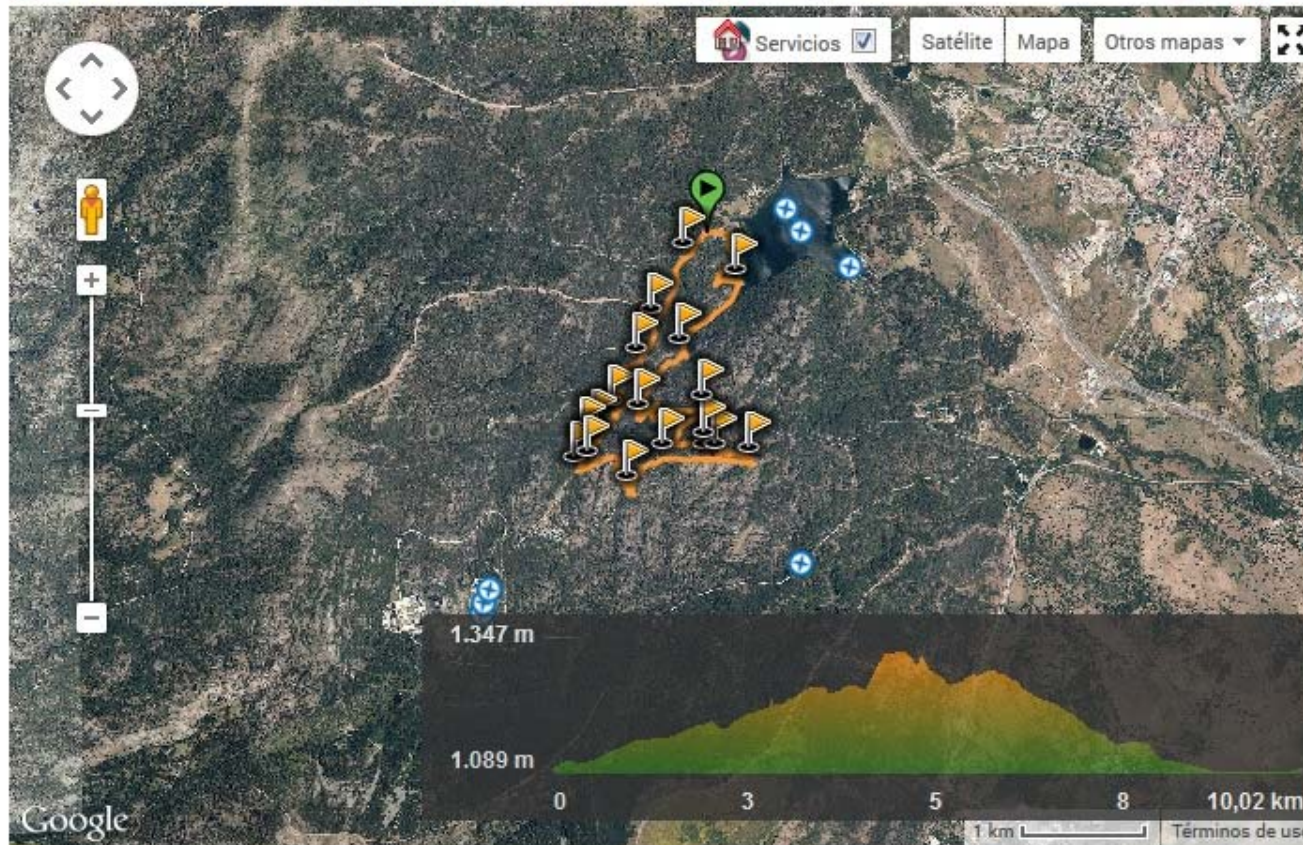 Servicios
Satélite
Mapa
Otros mapas
1.347 m
1.089 m
0 3 5 8 10,02 km
Google
1 km
Términos de uso